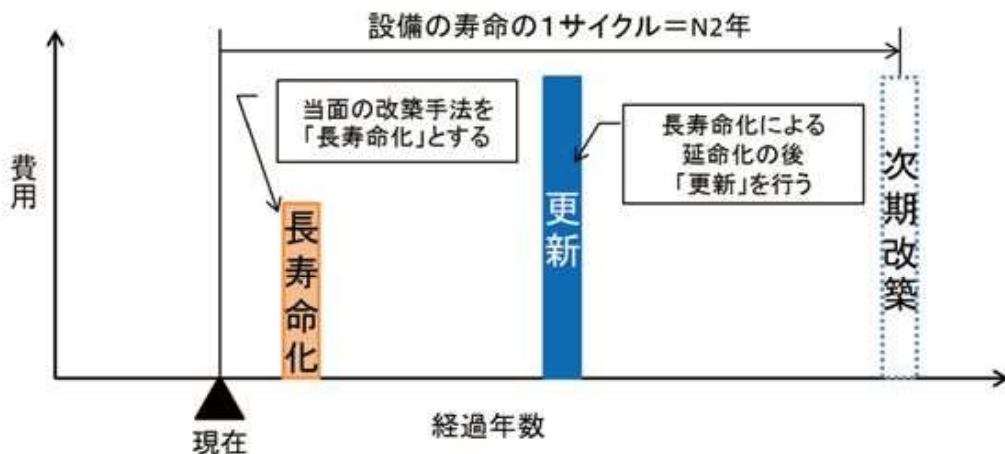 設備の寿命の1サイクル=N2年
当面の改築手法を
「長寿命化」とする
長寿命化による
延命化の後
「更新」を行う
費用
長寿命化
更新
次期改築
経過年数
現在